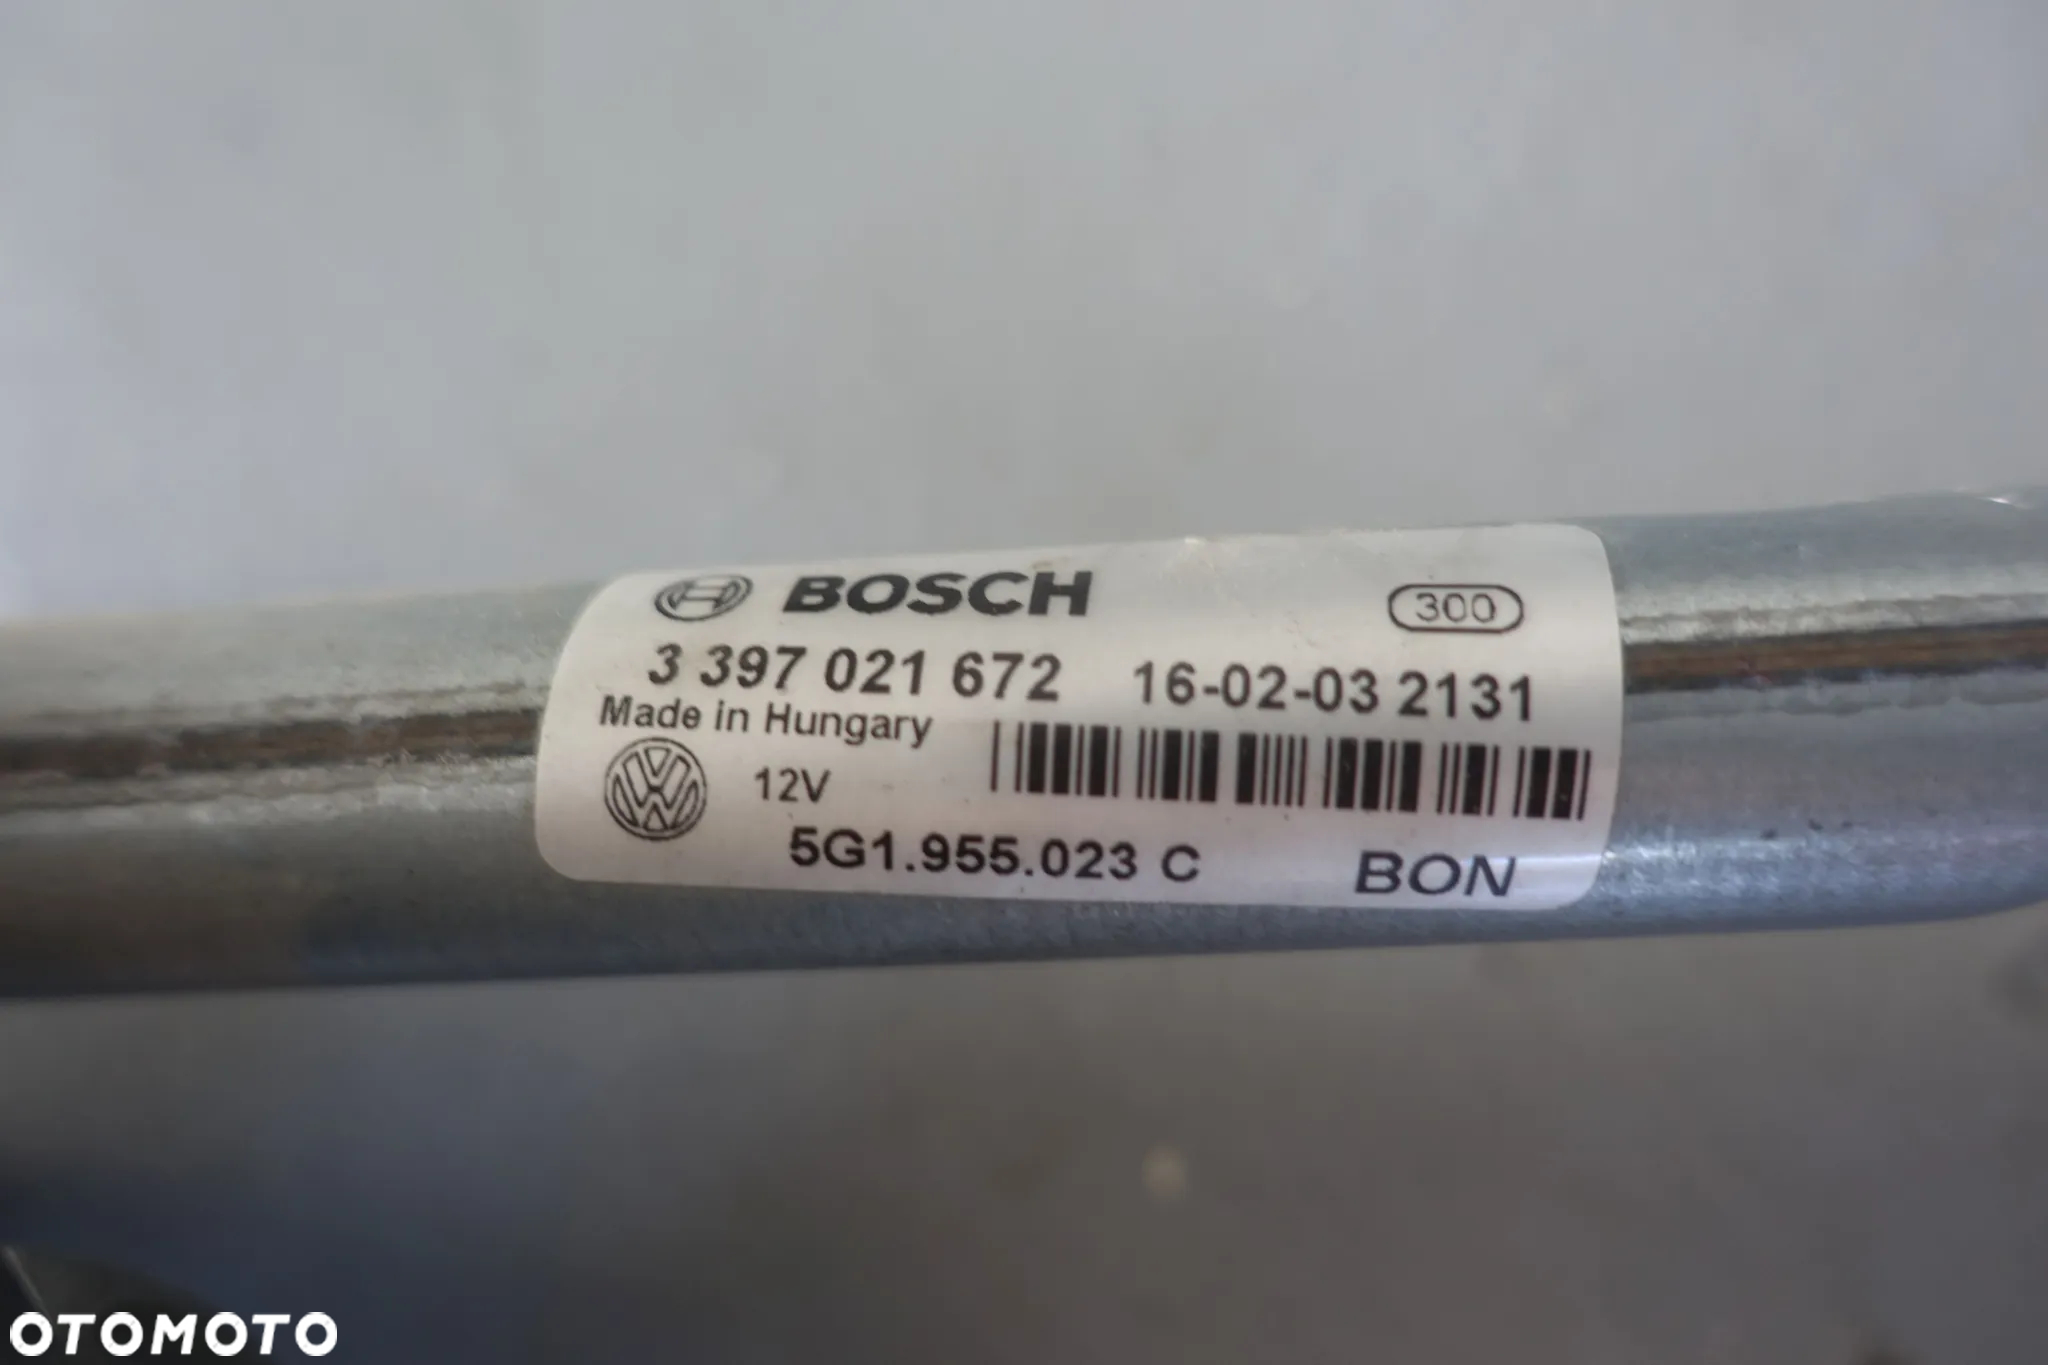 BOSCH 300
3 397 021 672 16-02-03 2131
Made in Hungary
12V
5G1.955.023 C BON
OTOMOTO